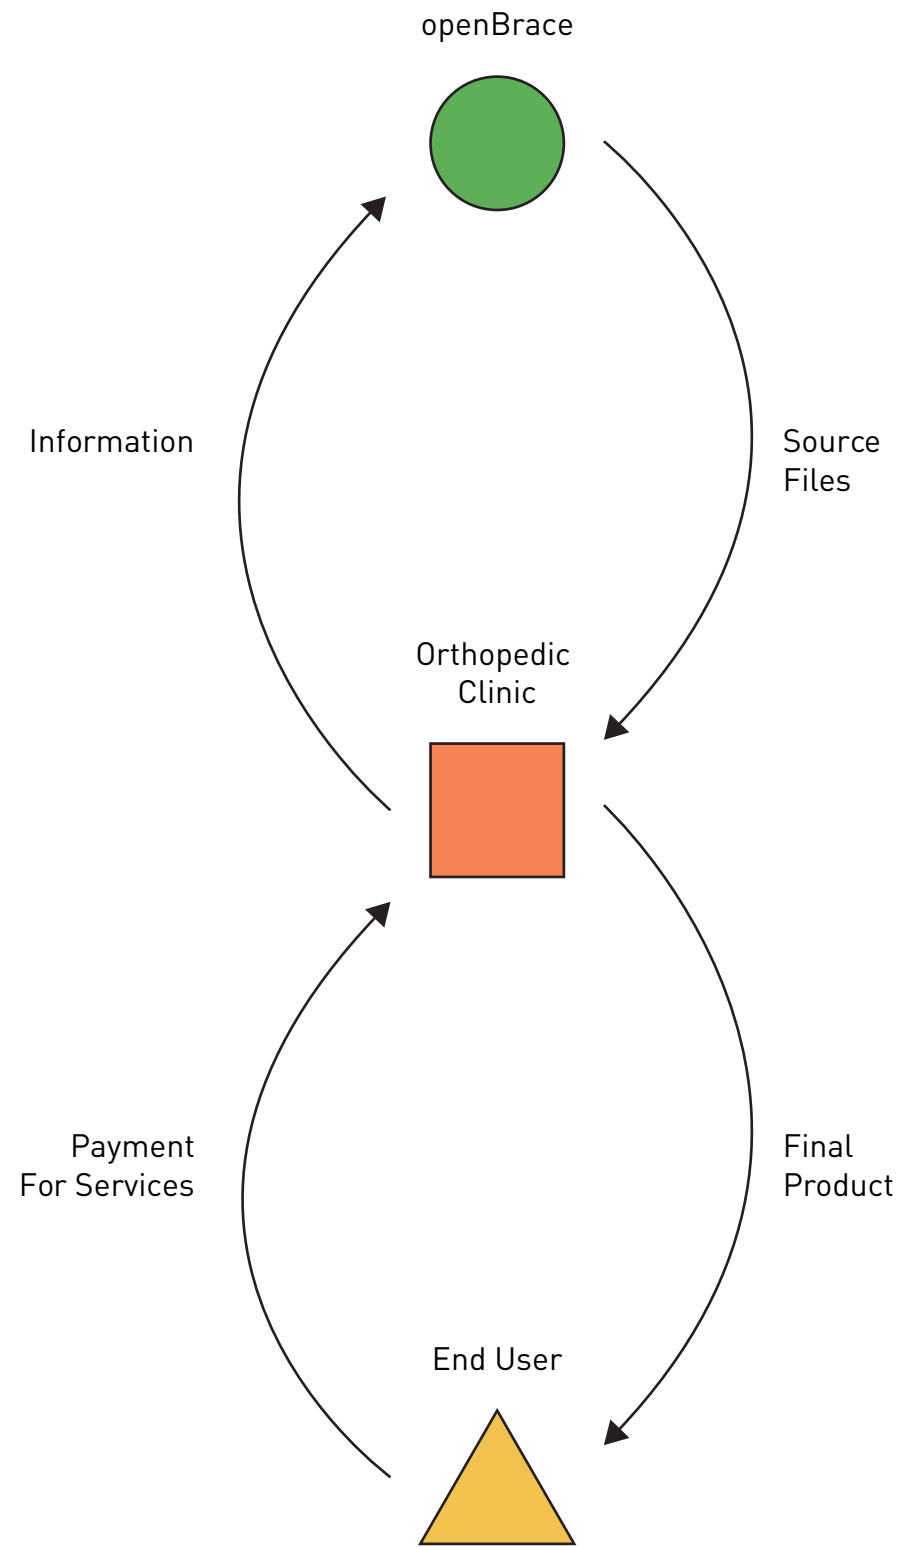 openBrace
Information
Source
Files
Orthopedic
Clinic
Payment
For Services
Final
Product
End User